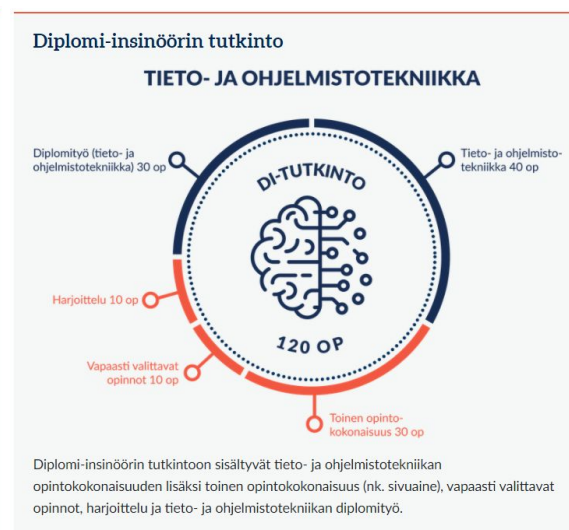 Diplomi-insinöörin tutkinto
TIETO- JA OHJELMISTOTEKNIIKKA
Diplomityö (tieto- ja
ohjelmistotekniikka) 30 op
Tieto- ja ohjelmisto-
tekniikka 40 op
DI-TUTKINTO
120 OP
Harjoittelu 10 op
Vapaasti valittavat
opinnot 10 op
Toinen opinto-
kokonaisuus 30 op
Diplomi-insinöörin tutkintoon sisältyvät tieto- ja ohjelmistotekniikan
opintokokonaisuuden lisäksi toinen opintokokonaisuus (nk. sivuaine), vapaasti valittavat
opinnot, harjoittelu ja tieto- ja ohjelmistotekniikan diplomityö.